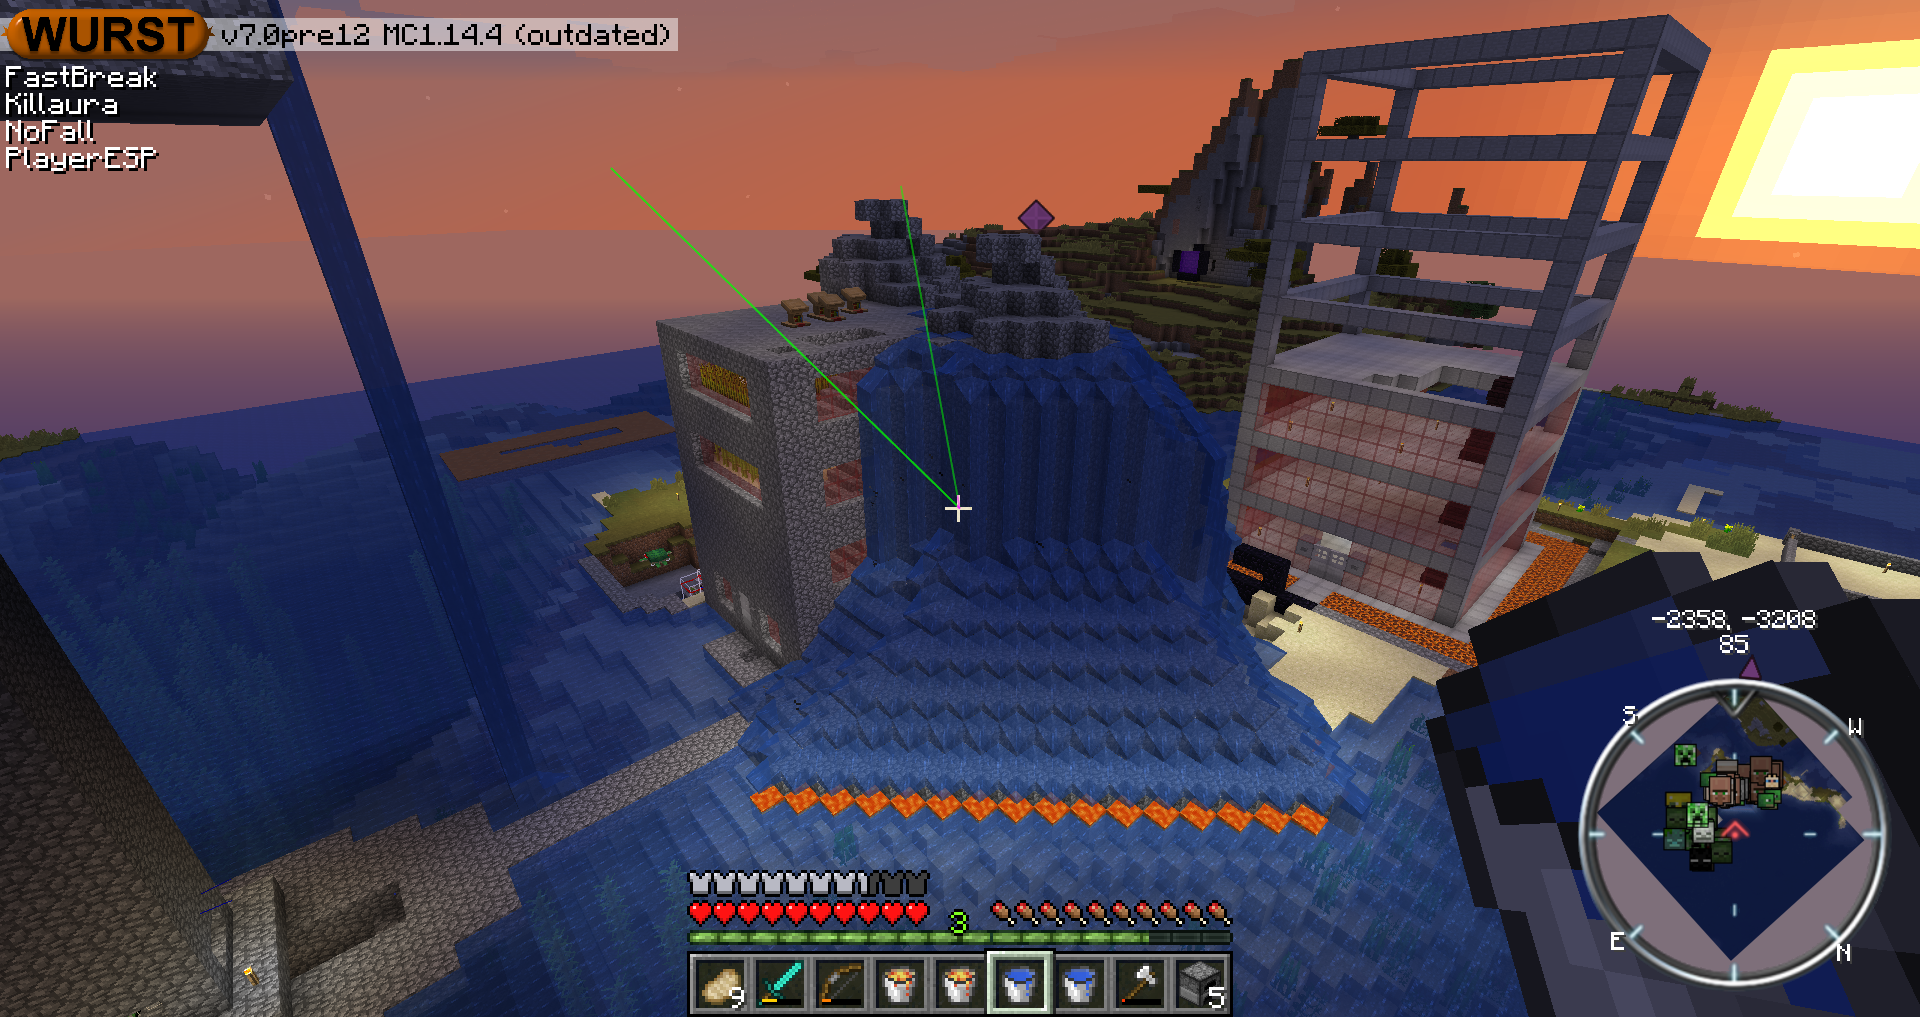 WURST v7.0pre12 MC1.14.4 (outdated)
FastBreak
Killaura
NoFall
PlayerESP
-2358, -3208
85
S
W
E
N
3
9
5